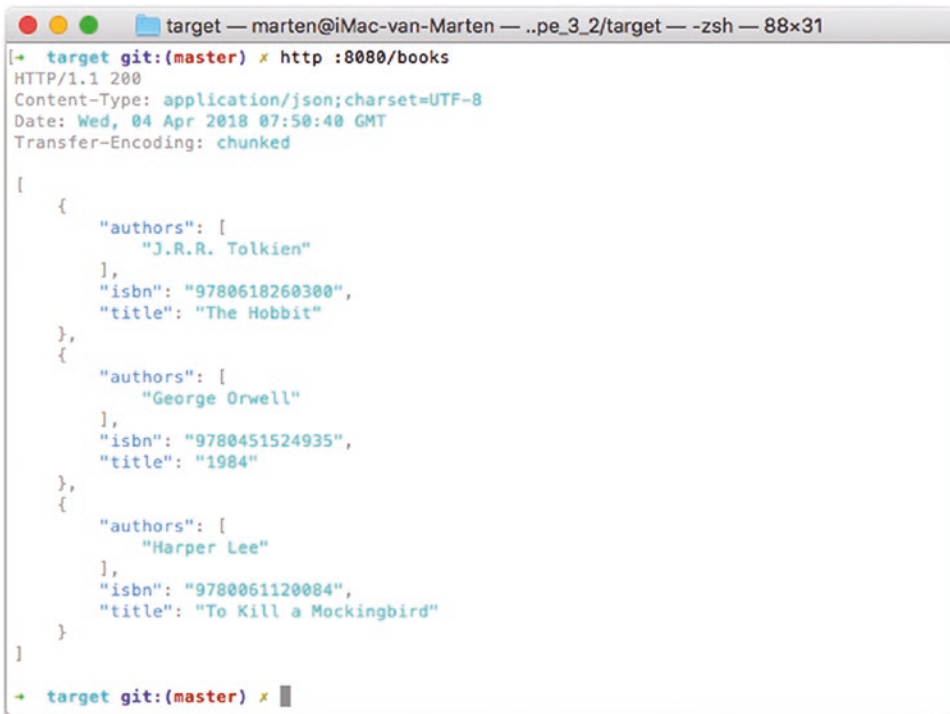 target — marten@iMac-van-Marten — ..pe_3_2/target — -zsh — 88×31
[→ target git:(master) ✗ http :8080/books
HTTP/1.1 200
Content-Type: application/json;charset=UTF-8
Date: Wed, 04 Apr 2018 07:50:40 GMT
Transfer-Encoding: chunked
[
    {
        "authors": [
            "J.R.R. Tolkien"
        ],
        "isbn": "9780618260300",
        "title": "The Hobbit"
    },
    {
        "authors": [
            "George Orwell"
        ],
        "isbn": "9780451524935",
        "title": "1984"
    },
    {
        "authors": [
            "Harper Lee"
        ],
        "isbn": "9780061120084",
        "title": "To Kill a Mockingbird"
    }
]
→ target git:(master) ✗